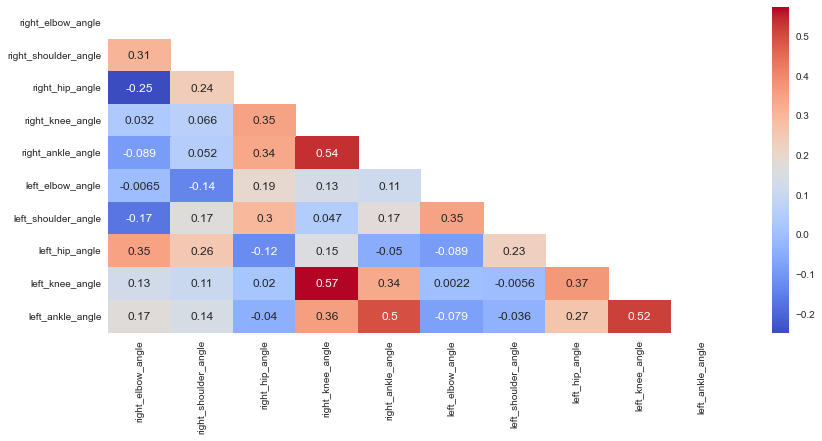 right_elbow_angle
right_shoulder_angle 0.31
right_hip_angle -0.25 0.24
right_knee_angle 0.032 0.066 0.35
right_ankle_angle -0.089 0.052 0.34 0.54
left_elbow_angle -0.0065 -0.14 0.19 0.13 0.11
left_shoulder_angle -0.17 0.17 0.3 0.047 0.17 0.35
left_hip_angle 0.35 0.26 -0.12 0.15 -0.05 -0.089 0.23
left_knee_angle 0.13 0.11 0.02 0.57 0.34 0.0022 -0.0056 0.37
left_ankle_angle 0.17 0.14 -0.04 0.36 0.5 -0.079 -0.036 0.27 0.52
right_elbow_angle
right_shoulder_angle
right_hip_angle
right_knee_angle
right_ankle_angle
left_elbow_angle
left_shoulder_angle
left_hip_angle
left_knee_angle
left_ankle_angle
0.5
0.4
0.3
0.2
0.1
0.0
−0.1
−0.2